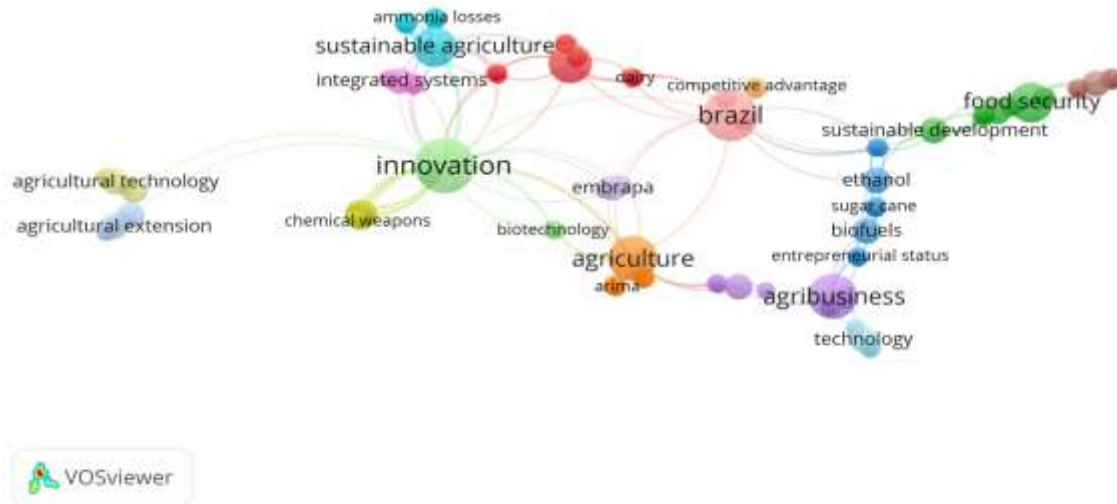 ammonia losses
sustainable agriculture
integrated systems
dairy
competitive advantage
food security
brazil
sustainable development
innovation
agricultural technology
embrapa
ethanol
sugar cane
agricultural extension
chemical weapons
biotechnology
biofuels
entrepreneurial status
agriculture
arima
agribusiness
technology
VOSviewer